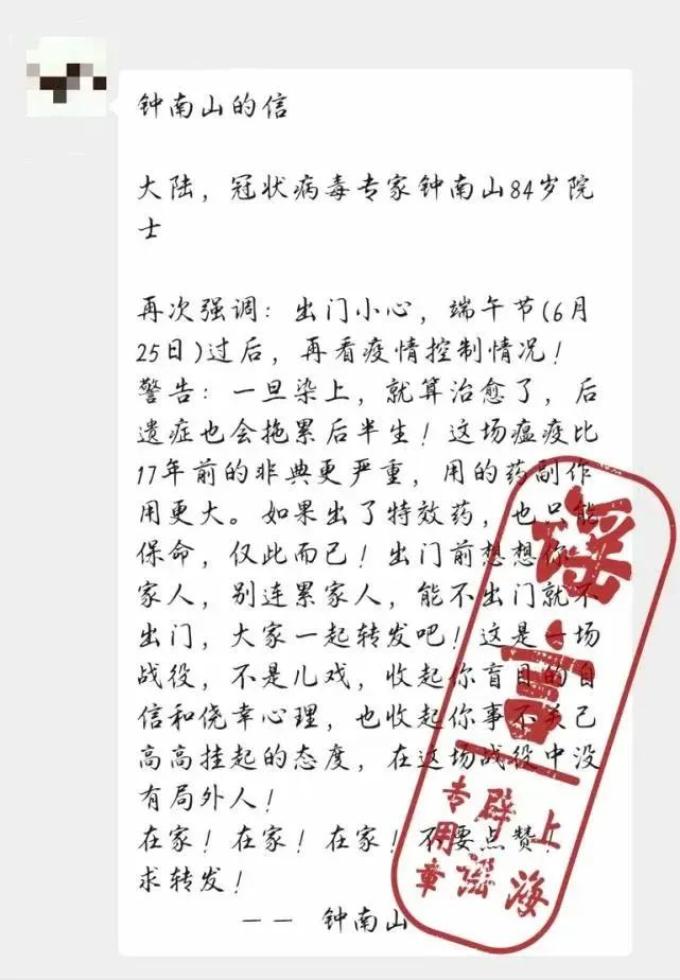 钟南山的信
大陆，冠状病毒专家钟南山84岁院
士
再次强调：出门小心，端午节(6月
25日)过后，再看疫情控制情况！
警告：一旦染上，就算治愈了，后
遗症也会拖累后半生！这场瘟疫比
17年前的非典更严重，用的药副作
用更大。如果出了特效药，也只能
保命，仅此而已！出门前想想你
家人，别连累家人，能不出门就不
出门，大家一起转发吧！这是一场
战役，不是儿戏，收起你盲目的自
信和侥幸心理，也收起你事不关己
高高挂起的态度，在这场战役中没
有局外人！
在家！在家！在家！不要点赞！
求转发！
—— 钟南山
谣言
上海
辟谣
专用章